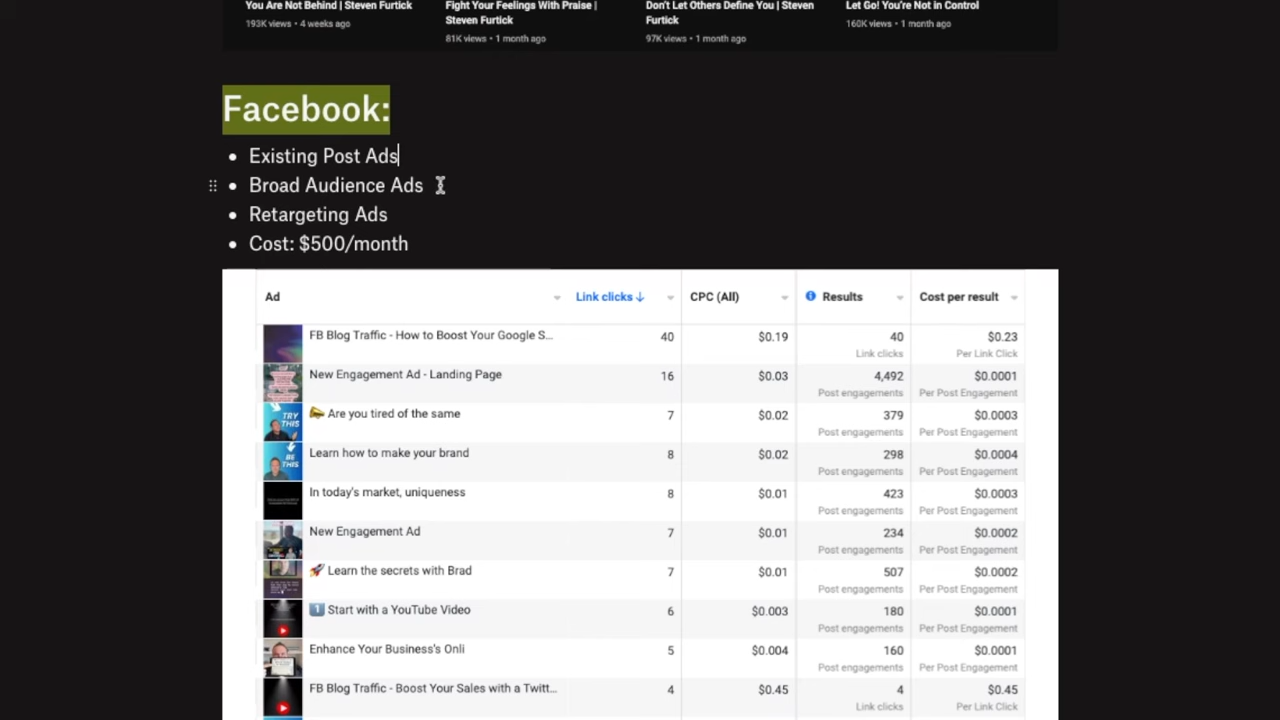 You Are Not Behind | Steven Furtick
193K views • 4 weeks ago
Fight Your Feelings With Praise |
Steven Furtick
81K views • 1 month ago
Don't Let Others Define You | Steven
Furtick
97K views • 1 month ago
Let Go! You're Not in Control
160K views • 1 month ago
Facebook:
• Existing Post Ads
• Broad Audience Ads
• Retargeting Ads
• Cost: $500/month
Ad Link clicks ↓ CPC (All) Results Cost per result
FB Blog Traffic - How to Boost Your Google S... 40 $0.19 40 $0.23
Link clicks Per Link Click
New Engagement Ad - Landing Page 16 $0.03 4,492 $0.0001
Post engagements Per Post Engagement
📣 Are you tired of the same 7 $0.02 379 $0.0003
Post engagements Per Post Engagement
Learn how to make your brand 8 $0.02 298 $0.0004
Post engagements Per Post Engagement
In today's market, uniqueness 8 $0.01 423 $0.0003
Post engagements Per Post Engagement
New Engagement Ad 7 $0.01 234 $0.0002
Post engagements Per Post Engagement
🚀 Learn the secrets with Brad 7 $0.01 507 $0.0002
Post engagements Per Post Engagement
1️⃣ Start with a YouTube Video 6 $0.003 180 $0.0001
Post engagements Per Post Engagement
Enhance Your Business's Onli 5 $0.004 160 $0.0001
Post engagements Per Post Engagement
FB Blog Traffic - Boost Your Sales with a Twitt... 4 $0.45 4 $0.45
Link clicks Per Link Click
TRY
THIS
BE
THIS